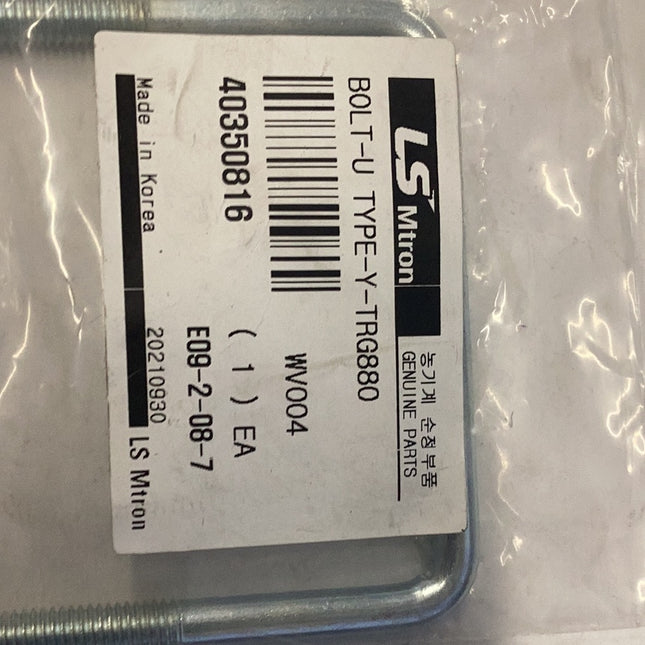 LS Mtron
농기계 순정부품
GENUINE PARTS
BOLT-U TYPE-Y-TRG880
WV004
40350816
( 1 ) EA
E09-2-08-7
Made in Korea
20210930
LS Mtron